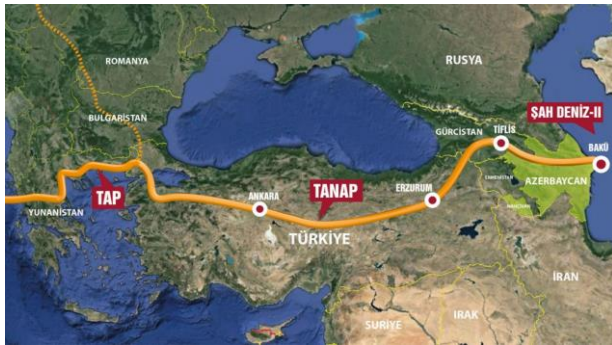 ROMANYA
RUSYA
BULGARİSTAN
GÜRCİSTAN
TİFLİS
ŞAH DENİZ-II
BAKÜ
AZERBAYCAN
TAP
YUNANİSTAN
ANKARA
TANAP
ERZURUM
TÜRKİYE
İRAN
SURİYE
IRAK